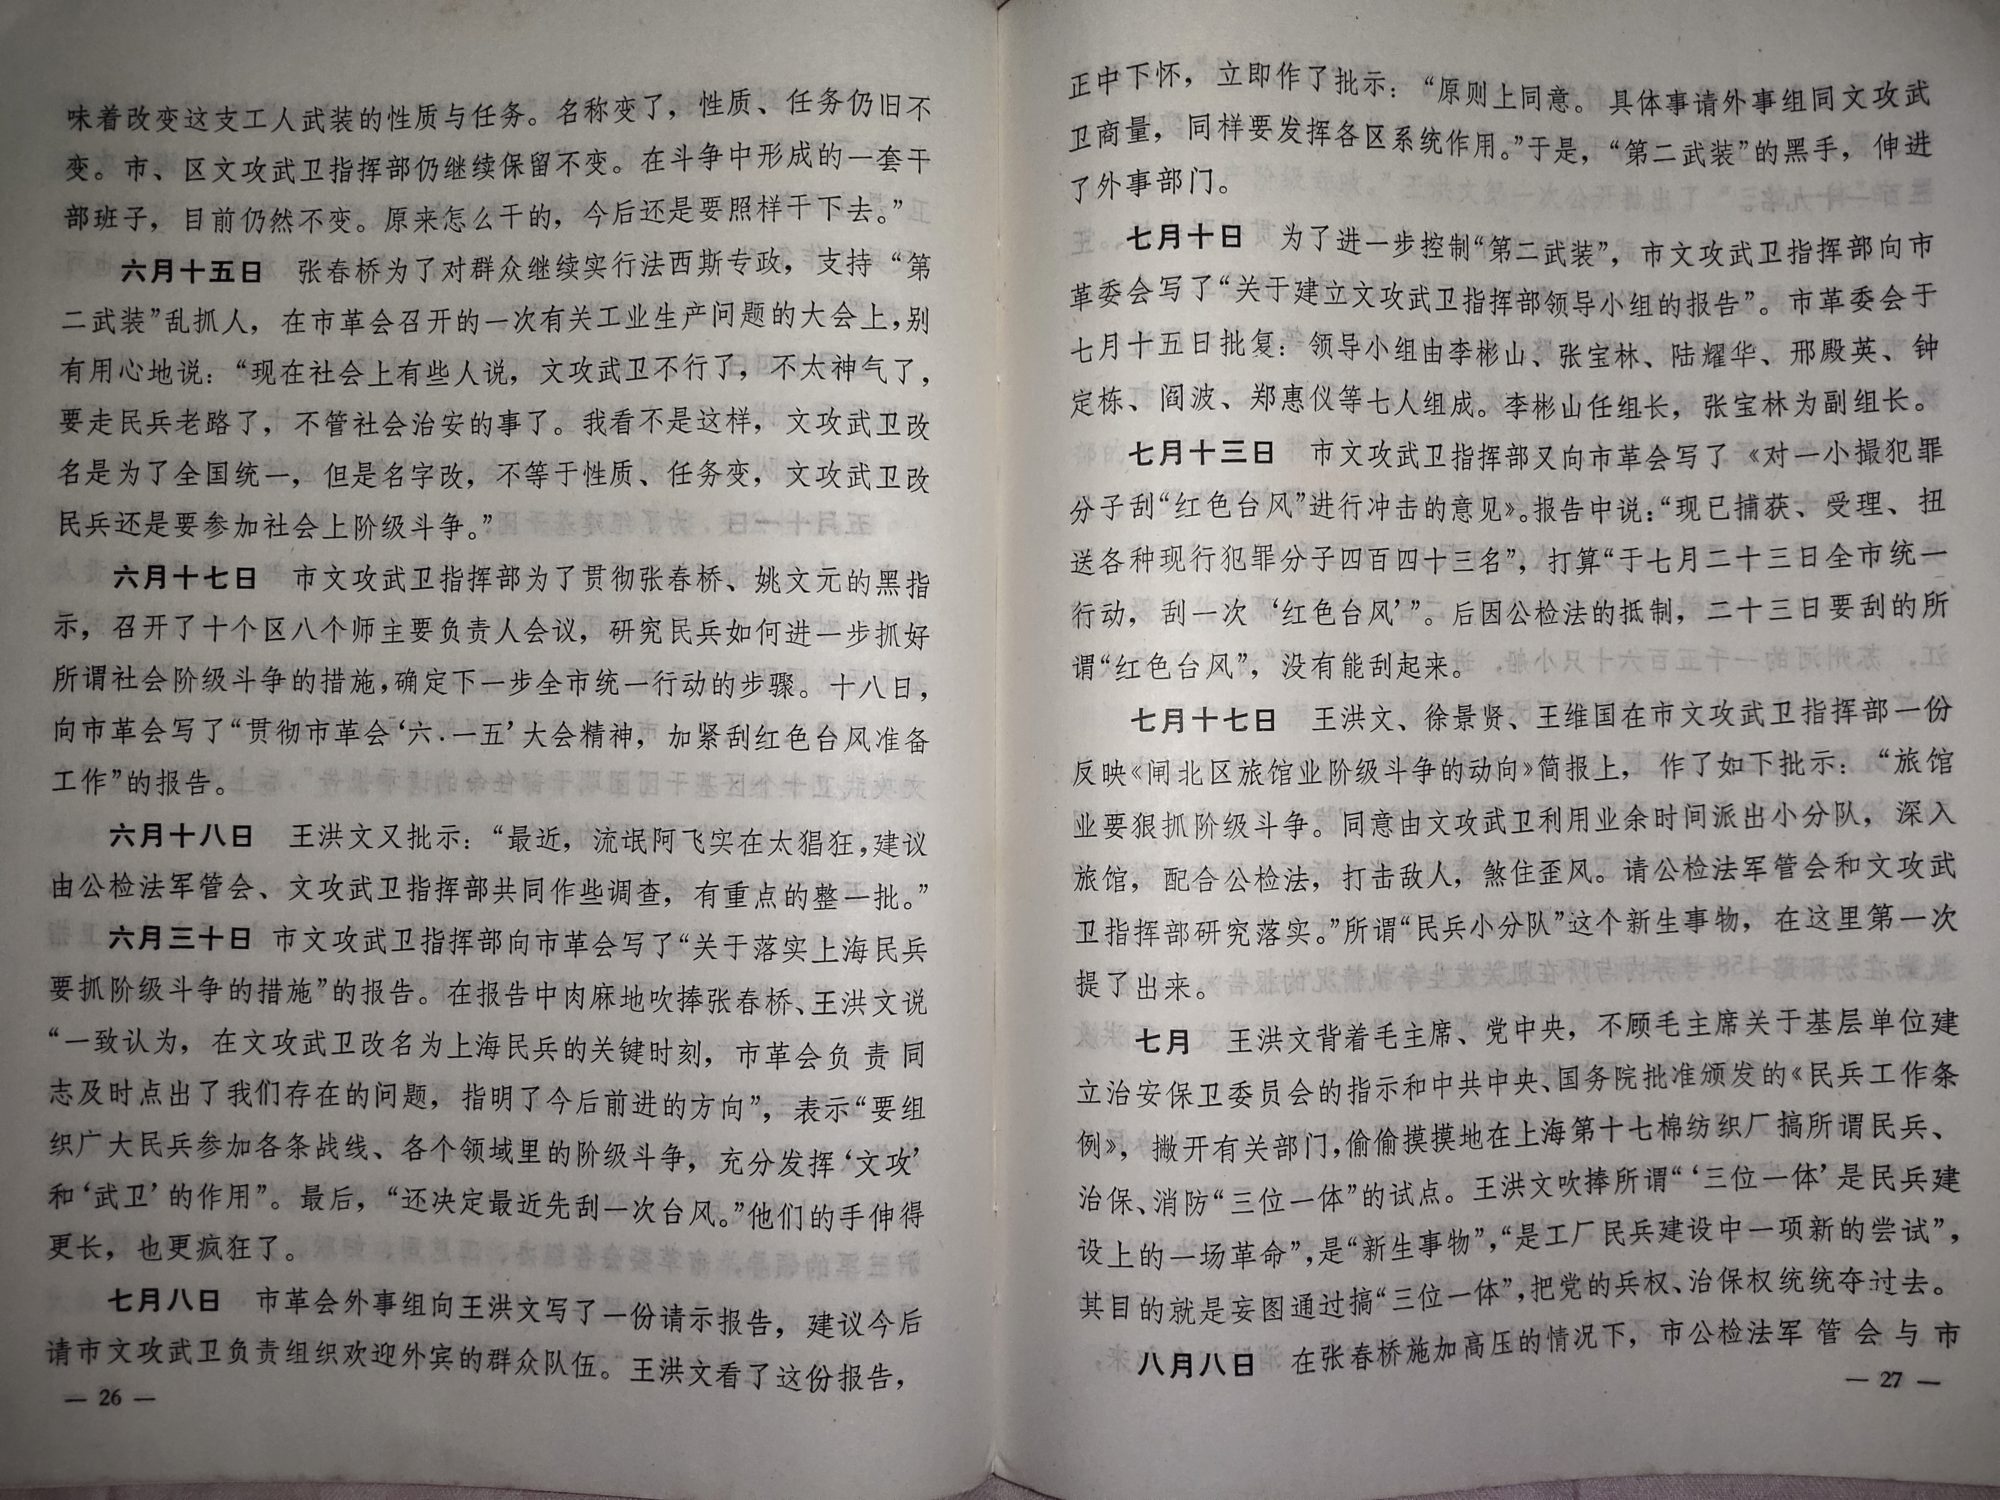 味着改变这支工人武装的性质与任务。名称变了，性质、任务仍旧不
变。市、区文攻武卫指挥部仍继续保留不变。在斗争中形成的一套干
部班子，目前仍然不变。原来怎么干的，今后还是要照样干下去。”
六月十五日　张春桥为了对群众继续实行法西斯专政，支持“第
二武装”乱抓人，在市革会召开的一次有关工业生产问题的大会上，别
有用心地说：“现在社会上有些人说，文攻武卫不行了，不太神气了，
要走民兵老路了，不管社会治安的事了。我看不是这样，文攻武卫改
名是为了全国统一，但是名字改，不等于性质、任务变，文攻武卫改
民兵还是要参加社会上阶级斗争。”
六月十七日　市文攻武卫指挥部为了贯彻张春桥、姚文元的黑指
示，召开了十个区八个师主要负责人会议，研究民兵如何进一步抓好
所谓社会阶级斗争的措施，确定下一步全市统一行动的步骤。十八日，
向市革会写了“贯彻市革会‘六．一五’大会精神，加紧刮红色台风准备
工作”的报告。
六月十八日　王洪文又批示：“最近，流氓阿飞实在太猖狂，建议
由公检法军管会、文攻武卫指挥部共同作些调查，有重点的整一批。”
六月三十日　市文攻武卫指挥部向市革会写了“关于落实上海民兵
要抓阶级斗争的措施”的报告。在报告中肉麻地吹捧张春桥、王洪文说
“一致认为，在文攻武卫改名为上海民兵的关键时刻，市革会负责同
志及时点出了我们存在的问题，指明了今后前进的方向”，表示“要组
织广大民兵参加各条战线、各个领域里的阶级斗争，充分发挥‘文攻’
和‘武卫’的作用”。最后，“还决定最近先刮一次台风。”他们的手伸得
更长，也更疯狂了。
七月八日　市革会外事组向王洪文写了一份请示报告，建议今后
请市文攻武卫负责组织欢迎外宾的群众队伍。王洪文看了这份报告，
— 26 —
正中下怀，立即作了批示：“原则上同意。具体事请外事组同文攻武
卫商量，同样要发挥各区系统作用。”于是，“第二武装”的黑手，伸进
了外事部门。
七月十日　为了进一步控制“第二武装”，市文攻武卫指挥部向市
革委会写了“关于建立文攻武卫指挥部领导小组的报告”。市革委会于
七月十五日批复：领导小组由李彬山、张宝林、陆耀华、邢殿英、钟
定栋、阎波、郑惠仪等七人组成。李彬山任组长，张宝林为副组长。
七月十三日　市文攻武卫指挥部又向市革会写了《对一小撮犯罪
分子刮“红色台风”进行冲击的意见》。报告中说：“现已捕获、受理、扭
送各种现行犯罪分子四百四十三名”，打算“于七月二十三日全市统一
行动，刮一次‘红色台风’”。后因公检法的抵制，二十三日要刮的所
谓“红色台风”，没有能刮起来。
七月十七日　王洪文、徐景贤、王维国在市文攻武卫指挥部一份
反映《闸北区旅馆业阶级斗争的动向》简报上，作了如下批示：“旅馆
业要狠抓阶级斗争。同意由文攻武卫利用业余时间派出小分队，深入
旅馆，配合公检法，打击敌人，煞住歪风。请公检法军管会和文攻武
卫指挥部研究落实。”所谓“民兵小分队”这个新生事物，在这里第一次
提了出来。
七月　王洪文背着毛主席、党中央，不顾毛主席关于基层单位建
立治安保卫委员会的指示和中共中央、国务院批准颁发的《民兵工作条
例》，撇开有关部门，偷偷摸摸地在上海第十七棉纺织厂搞所谓民兵、
治保、消防“三位一体”的试点。王洪文吹捧所谓“‘三位一体’是民兵建
设上的一场革命”，是“新生事物”，“是工厂民兵建设中一项新的尝试”，
其目的就是妄图通过搞“三位一体”，把党的兵权、治保权统统夺过去。
八月八日　在张春桥施加高压的情况下，市公检法军管会与市
— 27 —